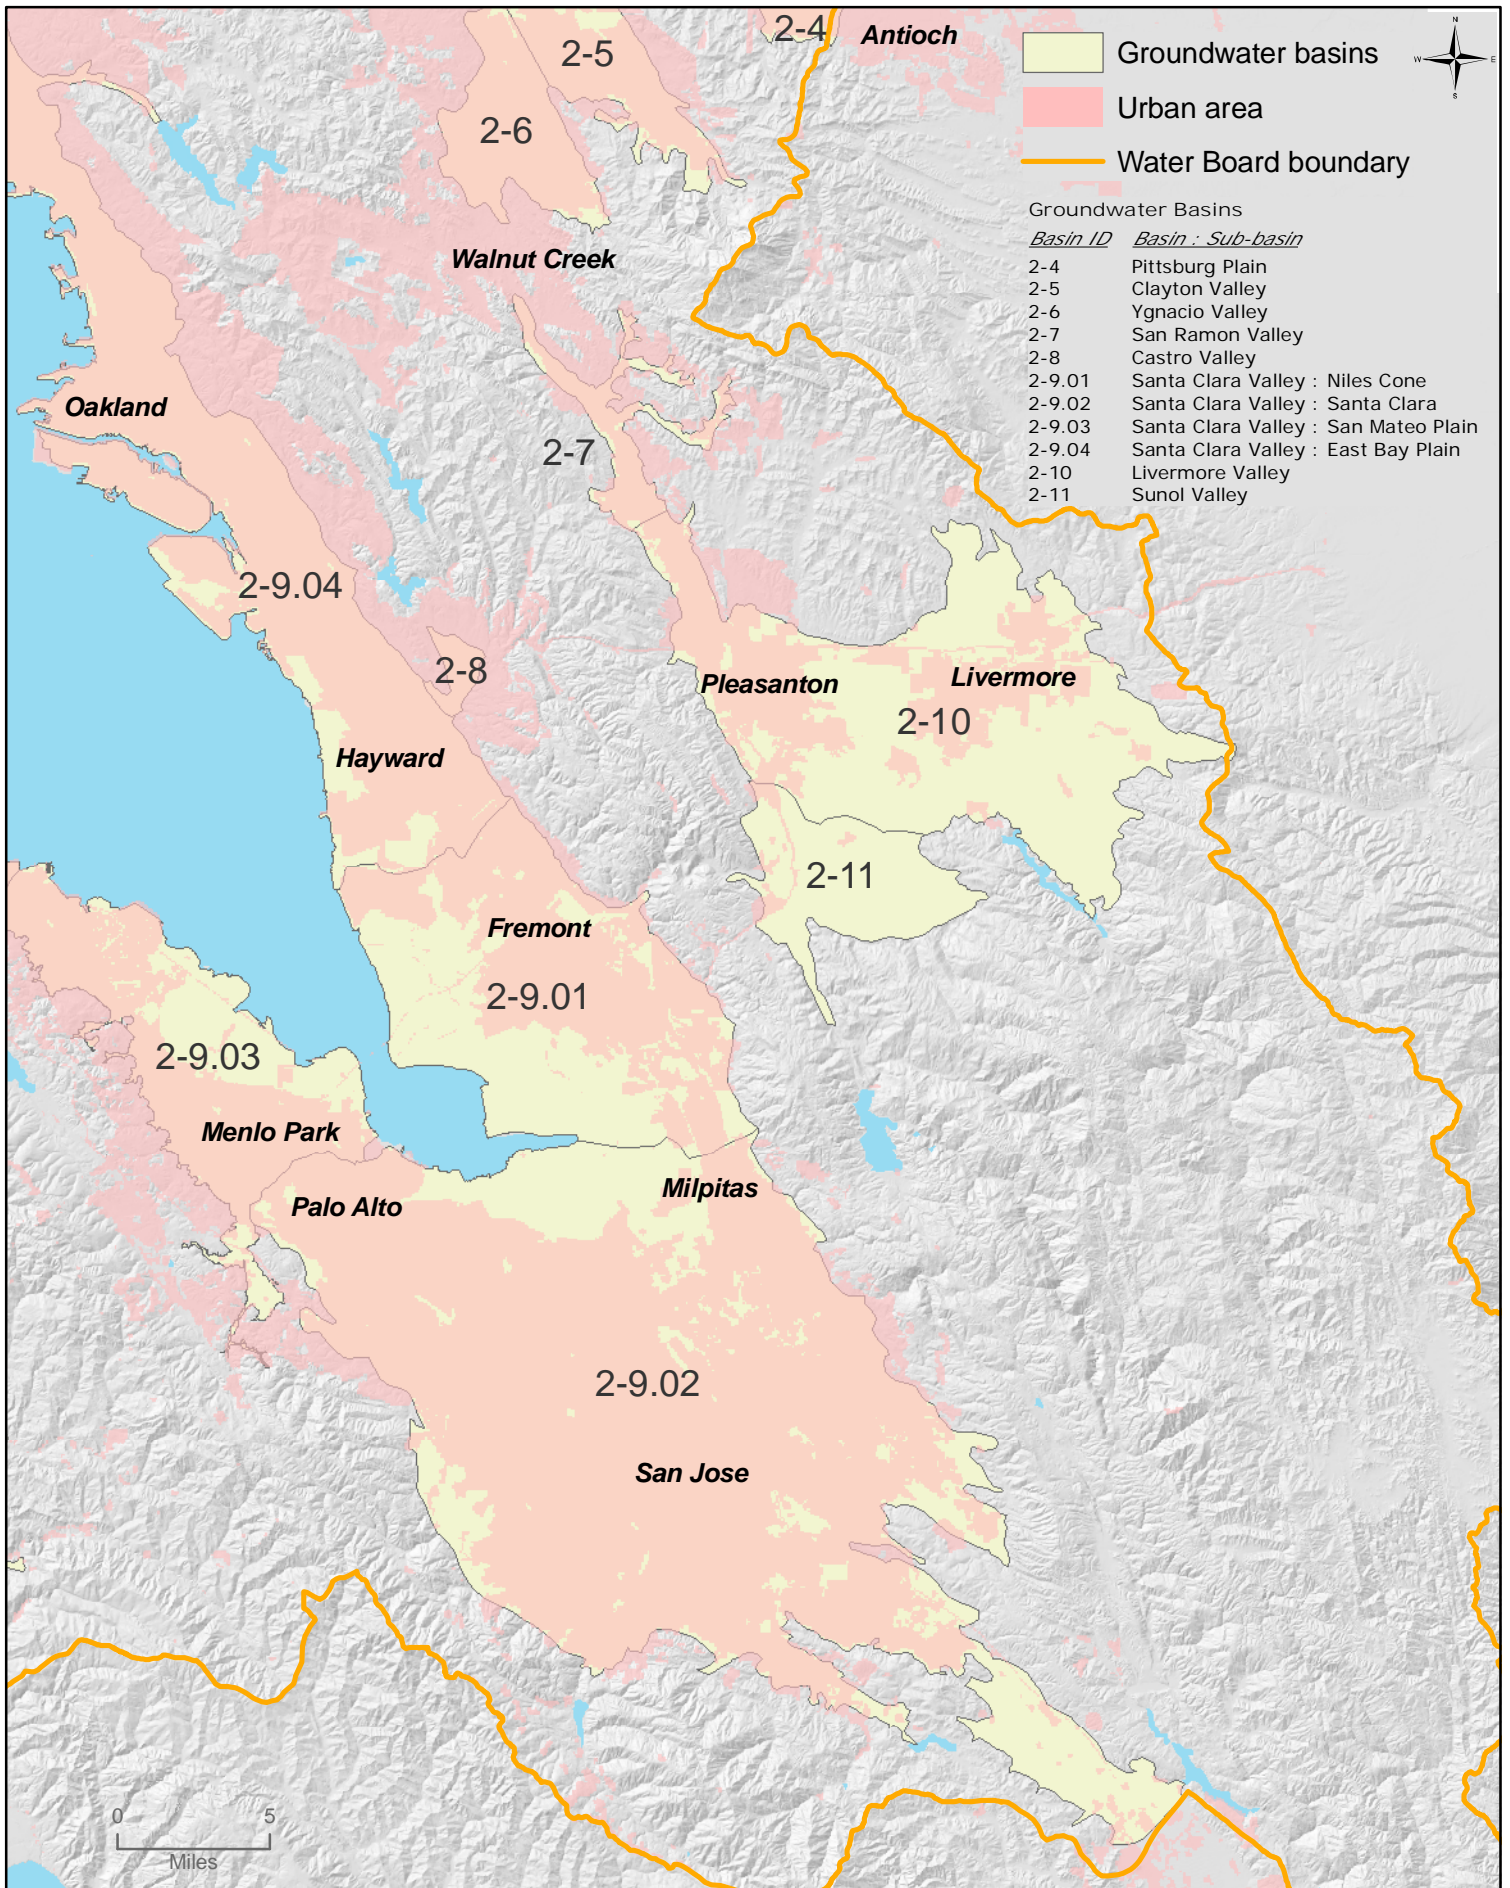 2-4
Antioch
2-5
Groundwater basins
N
W
E
S
Urban area
2-6
Water Board boundary
Groundwater Basins
Basin ID Basin : Sub-basin
2-4 Pittsburg Plain
2-5 Clayton Valley
2-6 Ygnacio Valley
2-7 San Ramon Valley
2-8 Castro Valley
2-9.01 Santa Clara Valley : Niles Cone
2-9.02 Santa Clara Valley : Santa Clara
2-9.03 Santa Clara Valley : San Mateo Plain
2-9.04 Santa Clara Valley : East Bay Plain
2-10 Livermore Valley
2-11 Sunol Valley
Walnut Creek
Oakland
2-7
2-9.04
2-8
Pleasanton
Livermore
2-10
Hayward
2-11
Fremont
2-9.01
2-9.03
Menlo Park
Milpitas
Palo Alto
2-9.02
San Jose
0 5
Miles